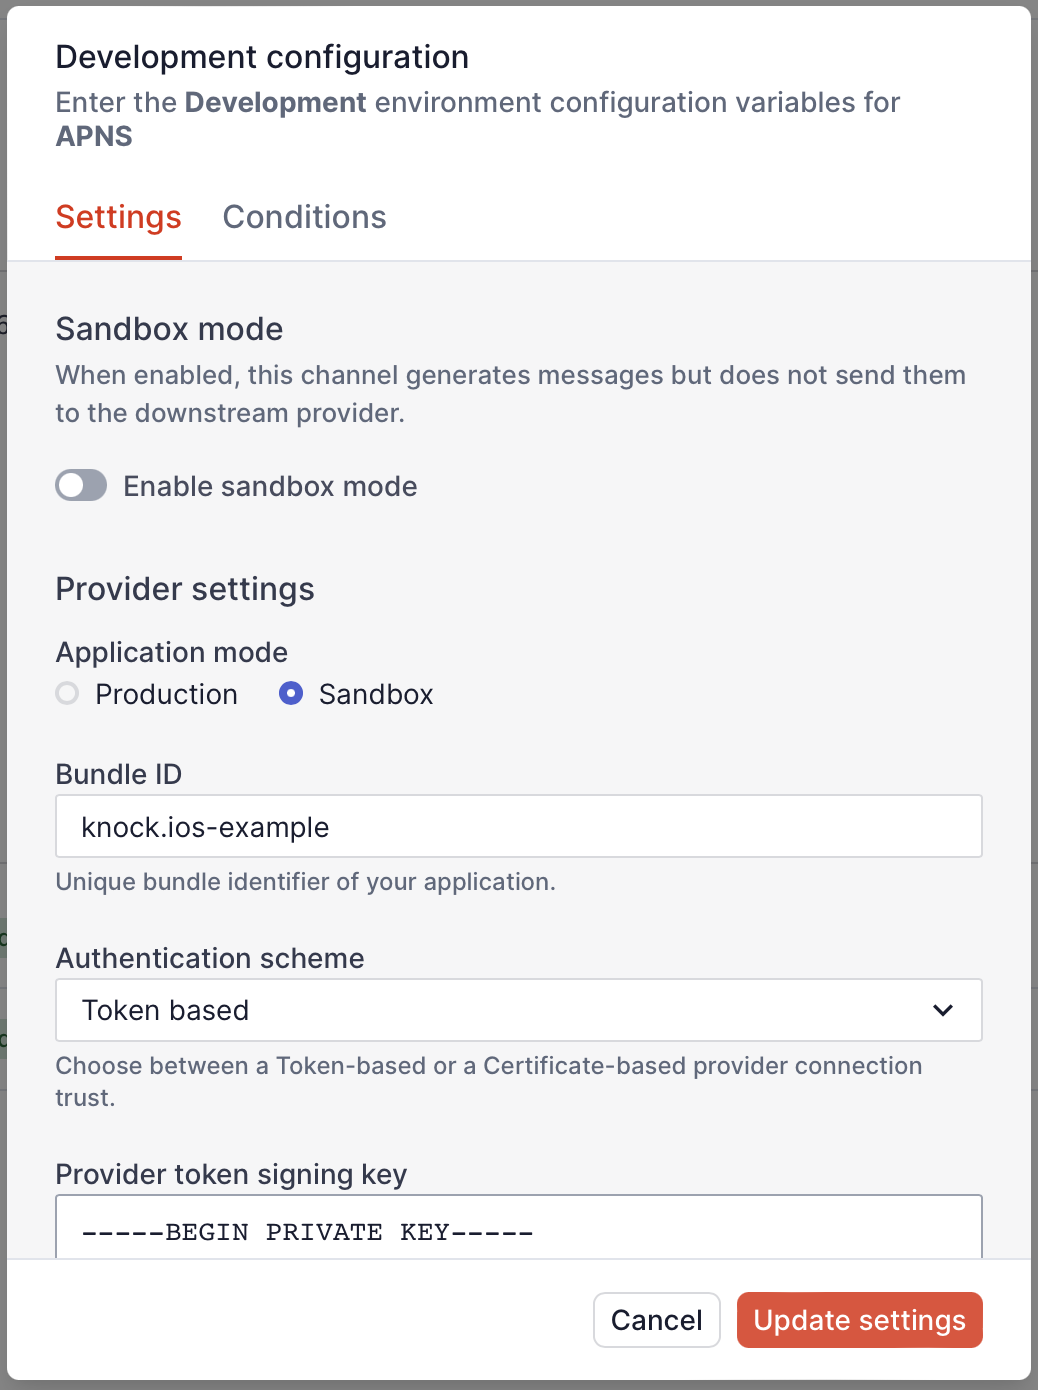 Development configuration
Enter the Development environment configuration variables for
APNS
Settings Conditions
Sandbox mode
When enabled, this channel generates messages but does not send them
to the downstream provider.
Enable sandbox mode
Provider settings
Application mode
Production Sandbox
Bundle ID
knock.ios-example
Unique bundle identifier of your application.
Authentication scheme
Token based
Choose between a Token-based or a Certificate-based provider connection
trust.
Provider token signing key
-----BEGIN PRIVATE KEY-----
Cancel Update settings